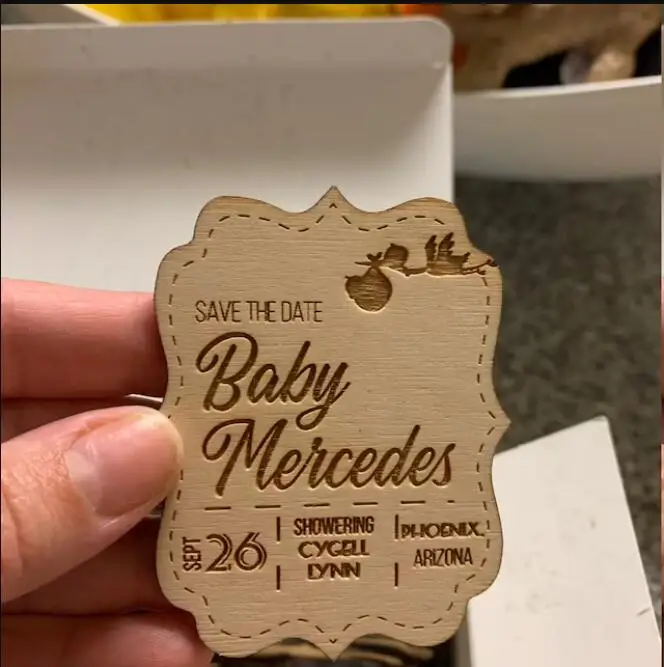 SAVE THE DATE
Baby
Mercedes
SEPT 26
SHOWERING
CYGELL
LYNN
PHOENIX,
ARIZONA